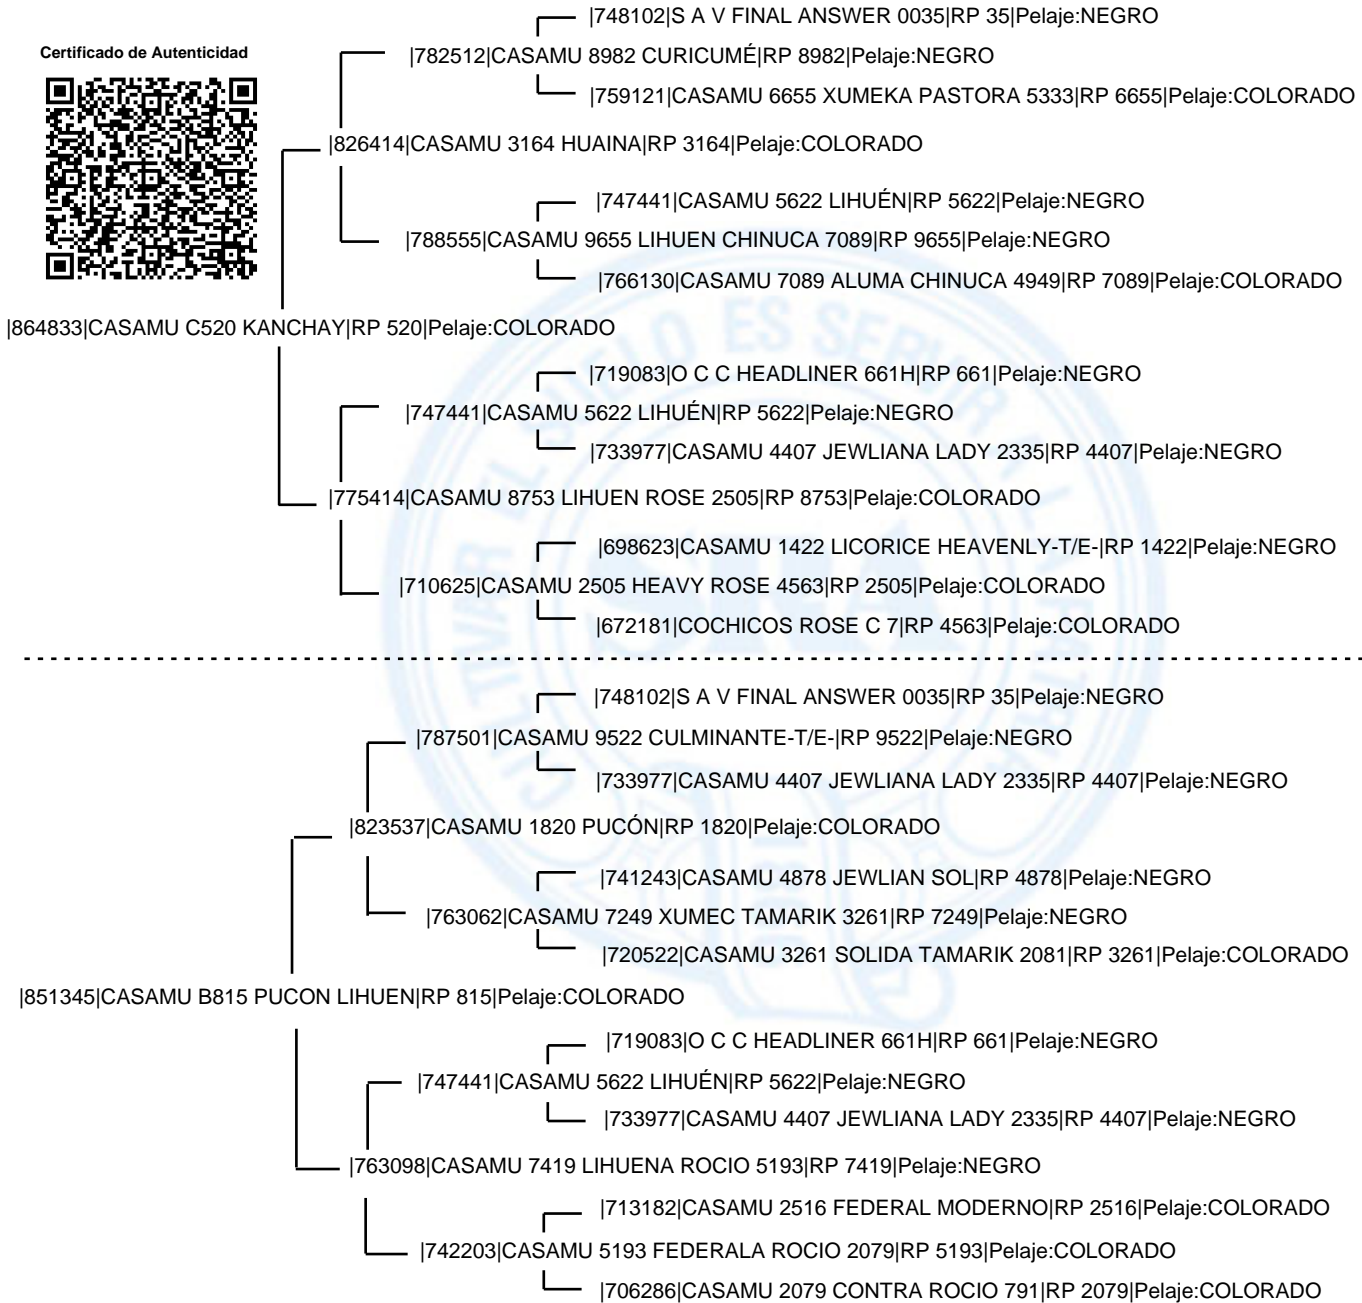 |748102|S A V FINAL ANSWER 0035|RP 35|Pelaje:NEGRO
Certificado de Autenticidad
|782512|CASAMU 8982 CURICUMÉ|RP 8982|Pelaje:NEGRO
|759121|CASAMU 6655 XUMEKA PASTORA 5333|RP 6655|Pelaje:COLORADO
|826414|CASAMU 3164 HUAINA|RP 3164|Pelaje:COLORADO
|747441|CASAMU 5622 LIHUÉN|RP 5622|Pelaje:NEGRO
|788555|CASAMU 9655 LIHUEN CHINUCA 7089|RP 9655|Pelaje:NEGRO
|766130|CASAMU 7089 ALUMA CHINUCA 4949|RP 7089|Pelaje:COLORADO
|864833|CASAMU C520 KANCHAY|RP 520|Pelaje:COLORADO
|719083|O C C HEADLINER 661H|RP 661|Pelaje:NEGRO
|747441|CASAMU 5622 LIHUÉN|RP 5622|Pelaje:NEGRO
|733977|CASAMU 4407 JEWLIANA LADY 2335|RP 4407|Pelaje:NEGRO
|775414|CASAMU 8753 LIHUEN ROSE 2505|RP 8753|Pelaje:COLORADO
|698623|CASAMU 1422 LICORICE HEAVENLY-T/E-|RP 1422|Pelaje:NEGRO
|710625|CASAMU 2505 HEAVY ROSE 4563|RP 2505|Pelaje:COLORADO
|672181|COCHICOS ROSE C 7|RP 4563|Pelaje:COLORADO
|748102|S A V FINAL ANSWER 0035|RP 35|Pelaje:NEGRO
|787501|CASAMU 9522 CULMINANTE-T/E-|RP 9522|Pelaje:NEGRO
|733977|CASAMU 4407 JEWLIANA LADY 2335|RP 4407|Pelaje:NEGRO
|823537|CASAMU 1820 PUCÓN|RP 1820|Pelaje:COLORADO
|741243|CASAMU 4878 JEWLIAN SOL|RP 4878|Pelaje:NEGRO
|763062|CASAMU 7249 XUMEC TAMARIK 3261|RP 7249|Pelaje:NEGRO
|720522|CASAMU 3261 SOLIDA TAMARIK 2081|RP 3261|Pelaje:COLORADO
|851345|CASAMU B815 PUCON LIHUEN|RP 815|Pelaje:COLORADO
|719083|O C C HEADLINER 661H|RP 661|Pelaje:NEGRO
|747441|CASAMU 5622 LIHUÉN|RP 5622|Pelaje:NEGRO
|733977|CASAMU 4407 JEWLIANA LADY 2335|RP 4407|Pelaje:NEGRO
|763098|CASAMU 7419 LIHUENA ROCIO 5193|RP 7419|Pelaje:NEGRO
|713182|CASAMU 2516 FEDERAL MODERNO|RP 2516|Pelaje:COLORADO
|742203|CASAMU 5193 FEDERALA ROCIO 2079|RP 5193|Pelaje:COLORADO
|706286|CASAMU 2079 CONTRA ROCIO 791|RP 2079|Pelaje:COLORADO
CULTIVAR EL SUELO ES SERVIR A LA PATRIA